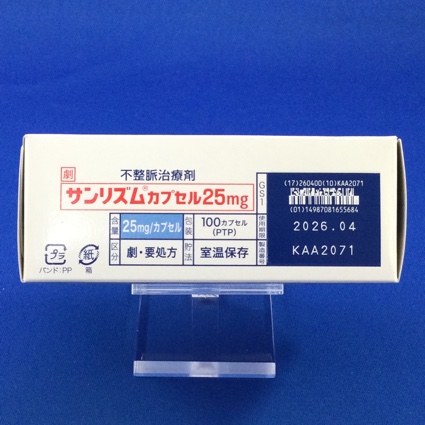 劇
不整脈治療剤
サンリズム®カプセル25mg
含量
25mg/カプセル
包装
100カプセル
(PTP)
区分
劇・要処方
貯法
室温保存
プラ
バンド:PP
紙
箱
GS1
使用期限
製造番号
(17)260400(10)KAA2071
(01)14987081655684
2026.04
KAA2071